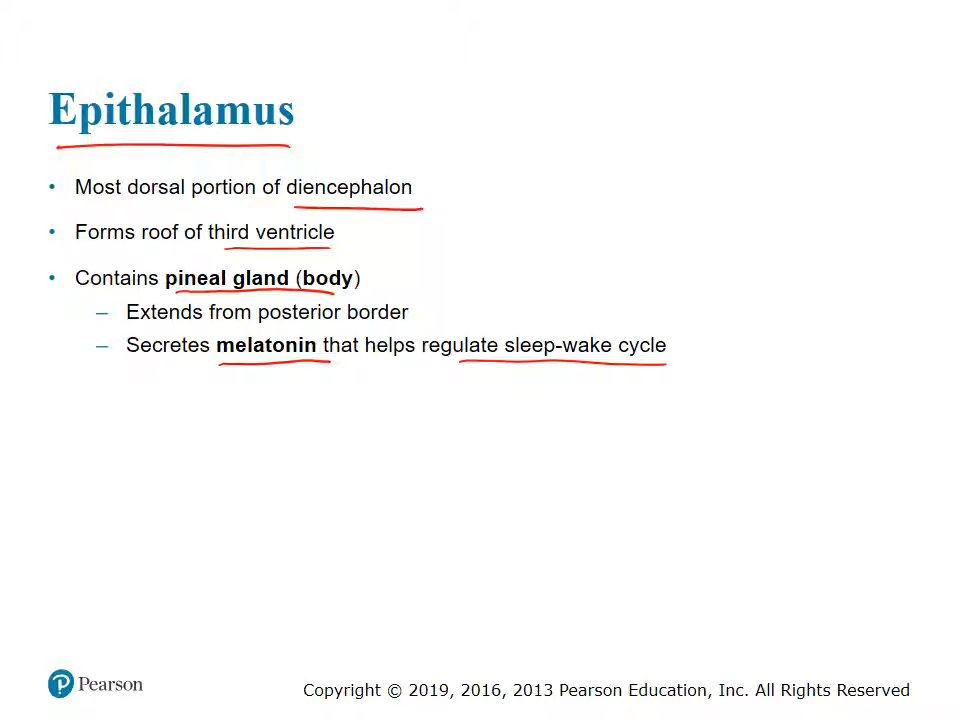 Epithalamus
• Most dorsal portion of diencephalon
• Forms roof of third ventricle
• Contains pineal gland (body)
– Extends from posterior border
– Secretes melatonin that helps regulate sleep-wake cycle
Pearson
Copyright © 2019, 2016, 2013 Pearson Education, Inc. All Rights Reserved